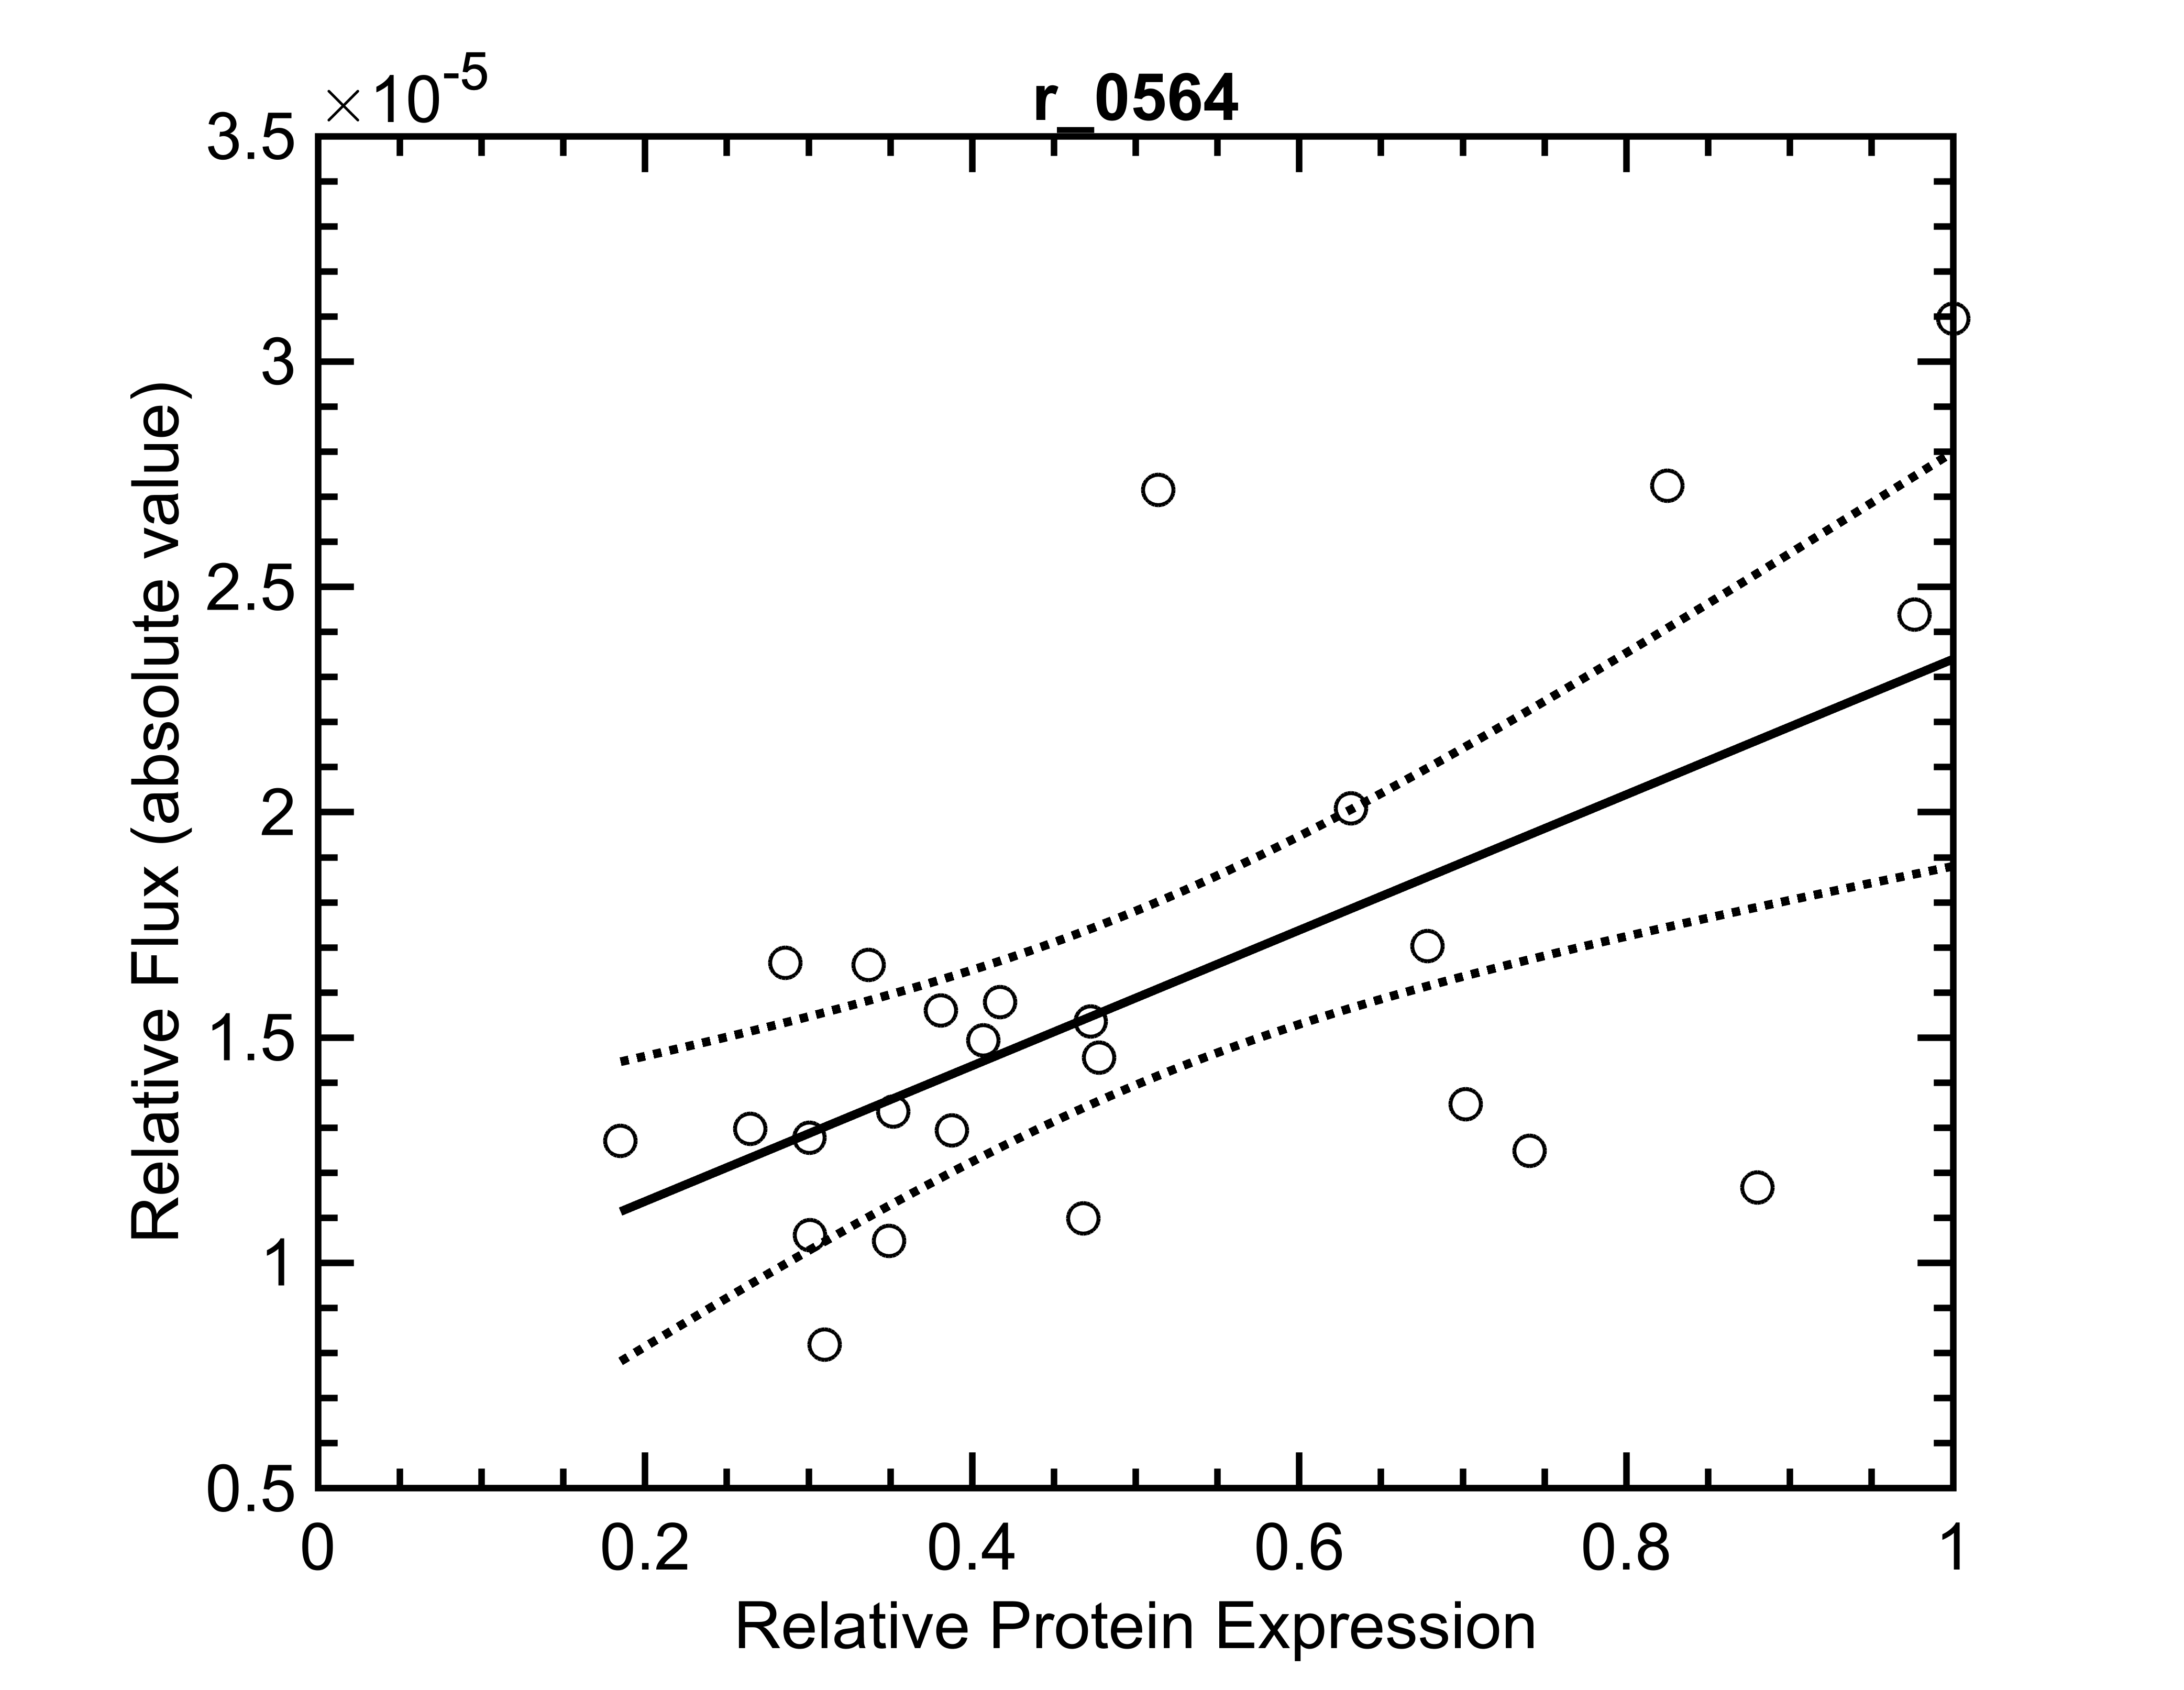 ×10^-5
r_0564
3.5
3
2.5
2
1.5
1
0.5
Relative Flux (absolute value)
0 0.2 0.4 0.6 0.8 1
Relative Protein Expression